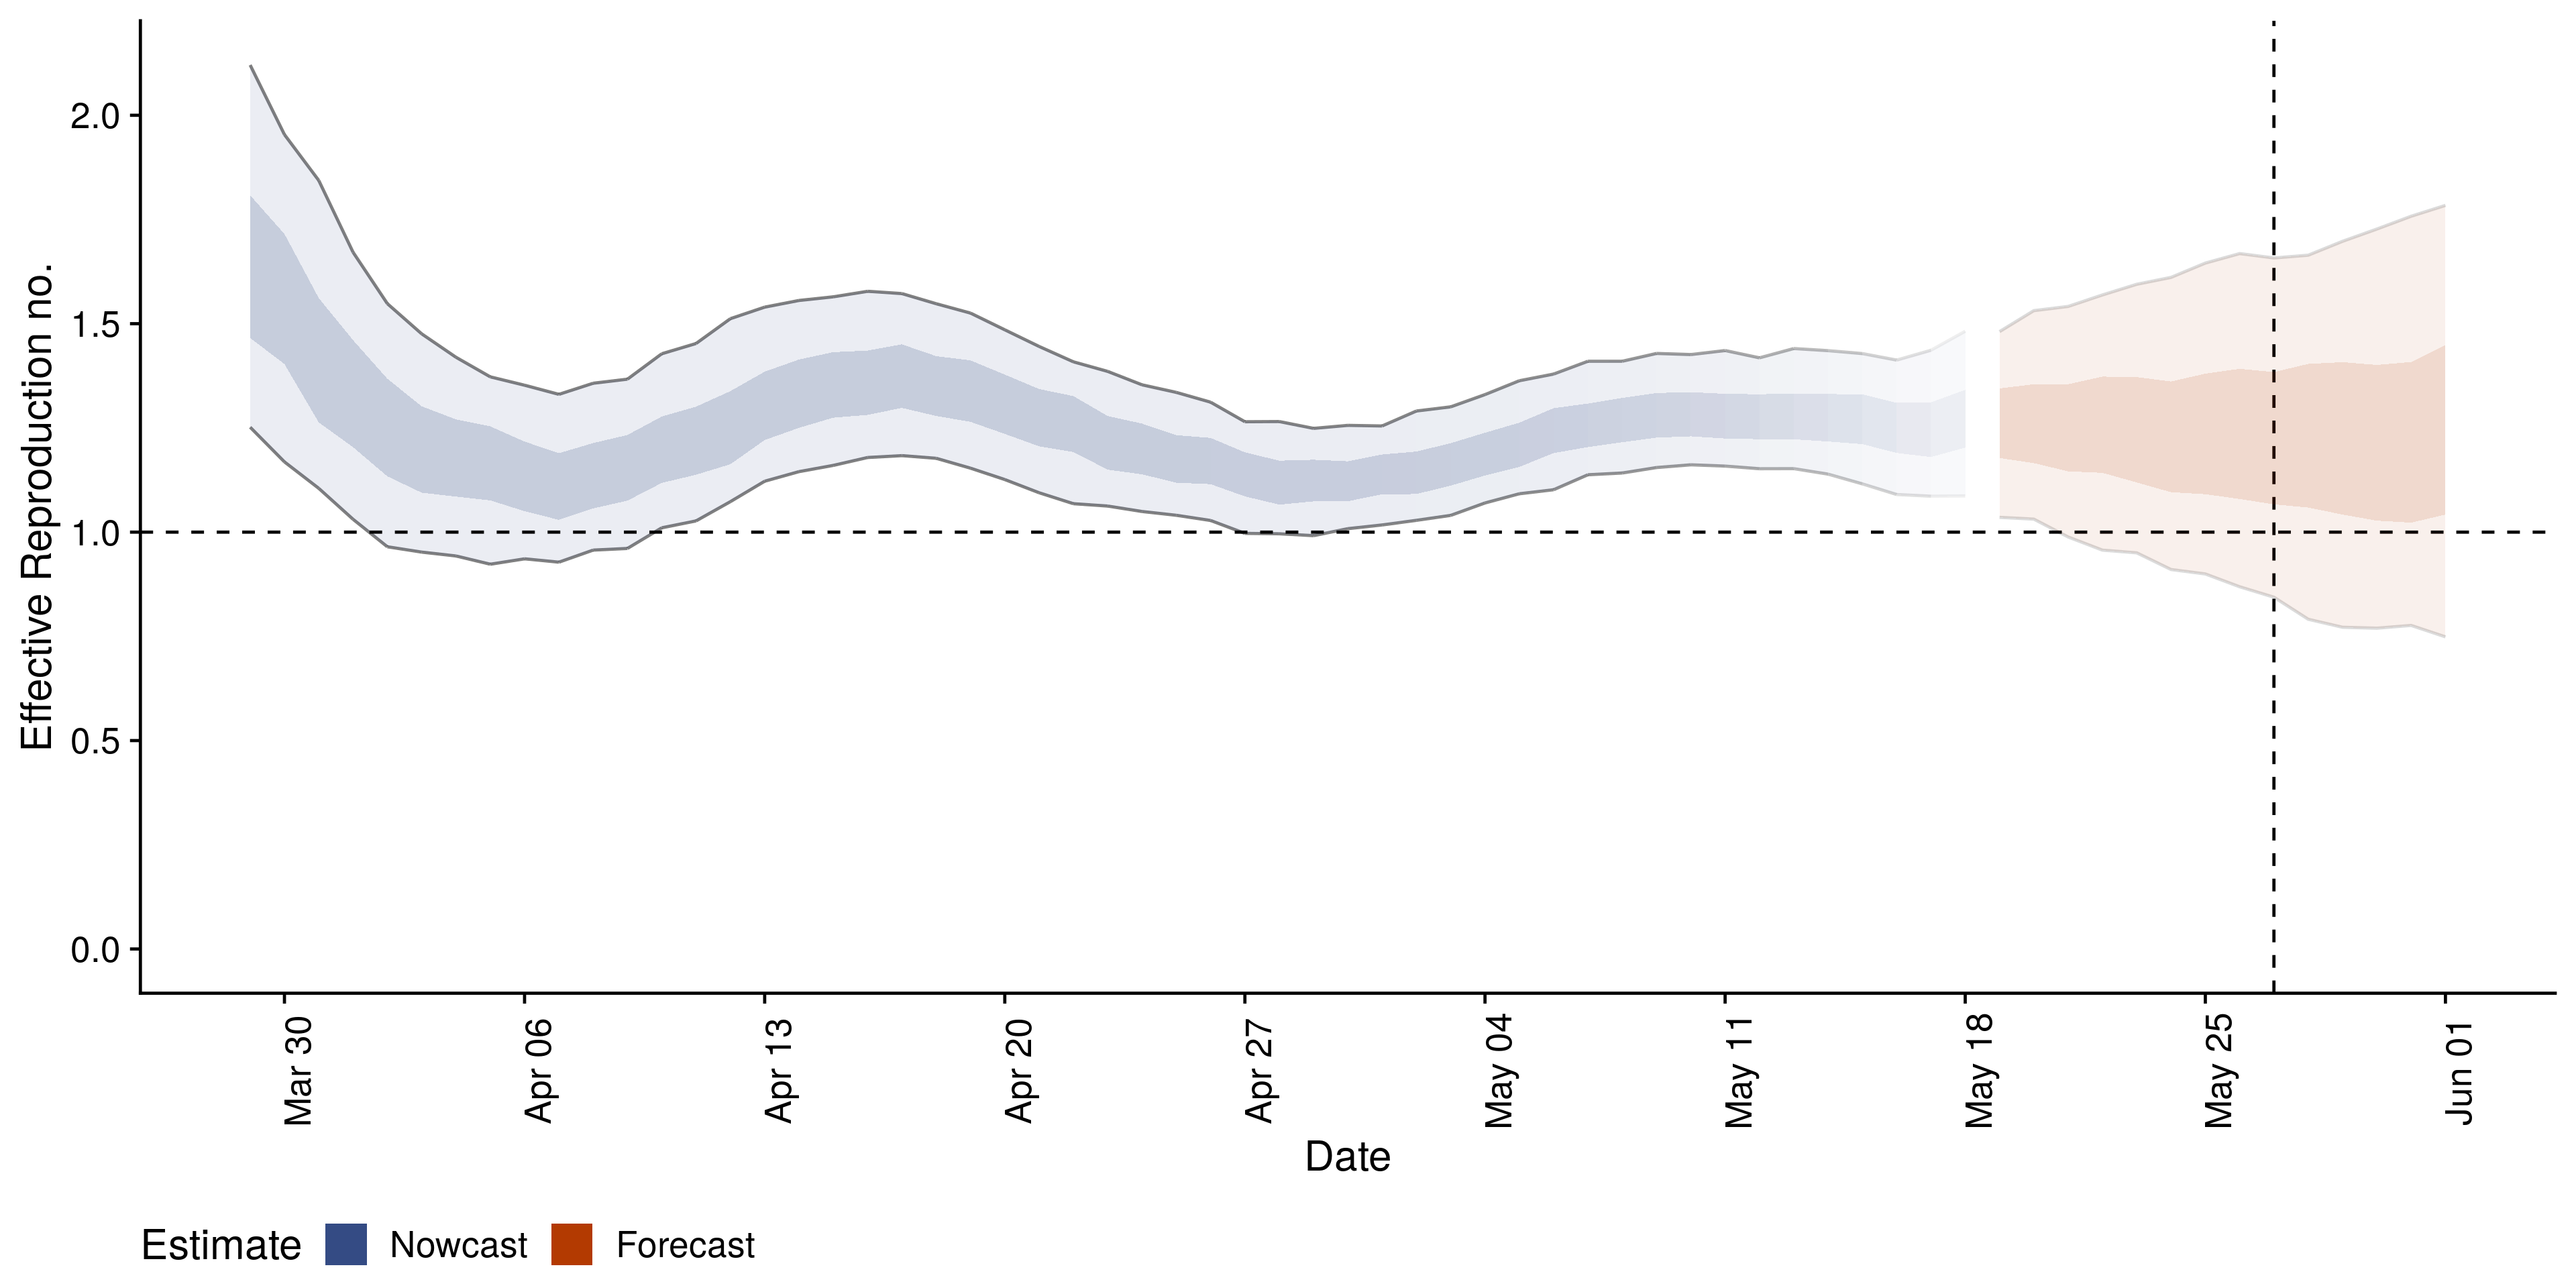 Effective Reproduction no.
2.0
1.5
1.0
0.5
0.0
Mar 30
Apr 06
Apr 13
Apr 20
Apr 27
May 04
May 11
May 18
May 25
Jun 01
Date
Estimate Nowcast Forecast